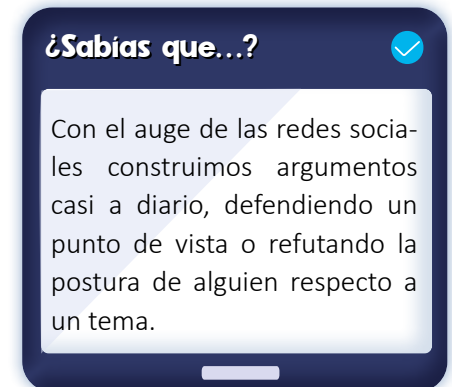 ¿Sabías que...?
Con el auge de las redes socia-
les construimos argumentos
casi a diario, defendiendo un
punto de vista o refutando la
postura de alguien respecto a
un tema.